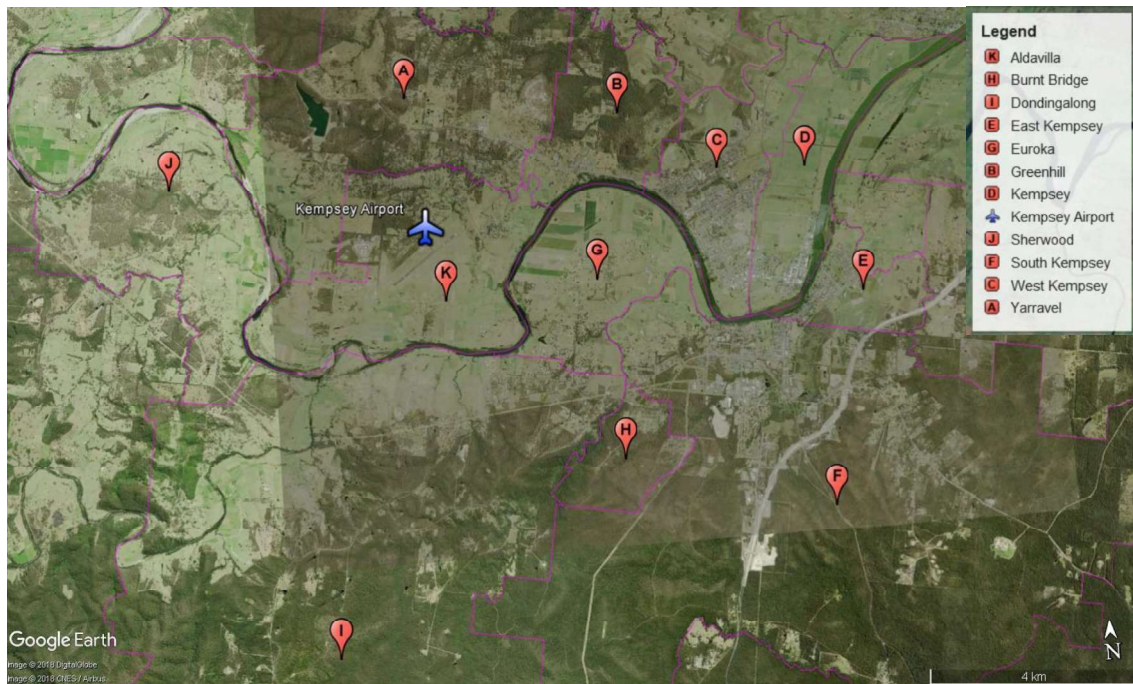 Legend
K Aldavilla
H Burnt Bridge
I Dondingalong
E East Kempsey
G Euroka
B Greenhill
D Kempsey
Kempsey Airport
J Sherwood
F South Kempsey
C West Kempsey
A Yarravel
A
B
C
D
J
Kempsey Airport
G
E
K
H
F
I
Google Earth
Image © 2018 DigitalGlobe
Image © 2018 CNES / Airbus
N
4 km